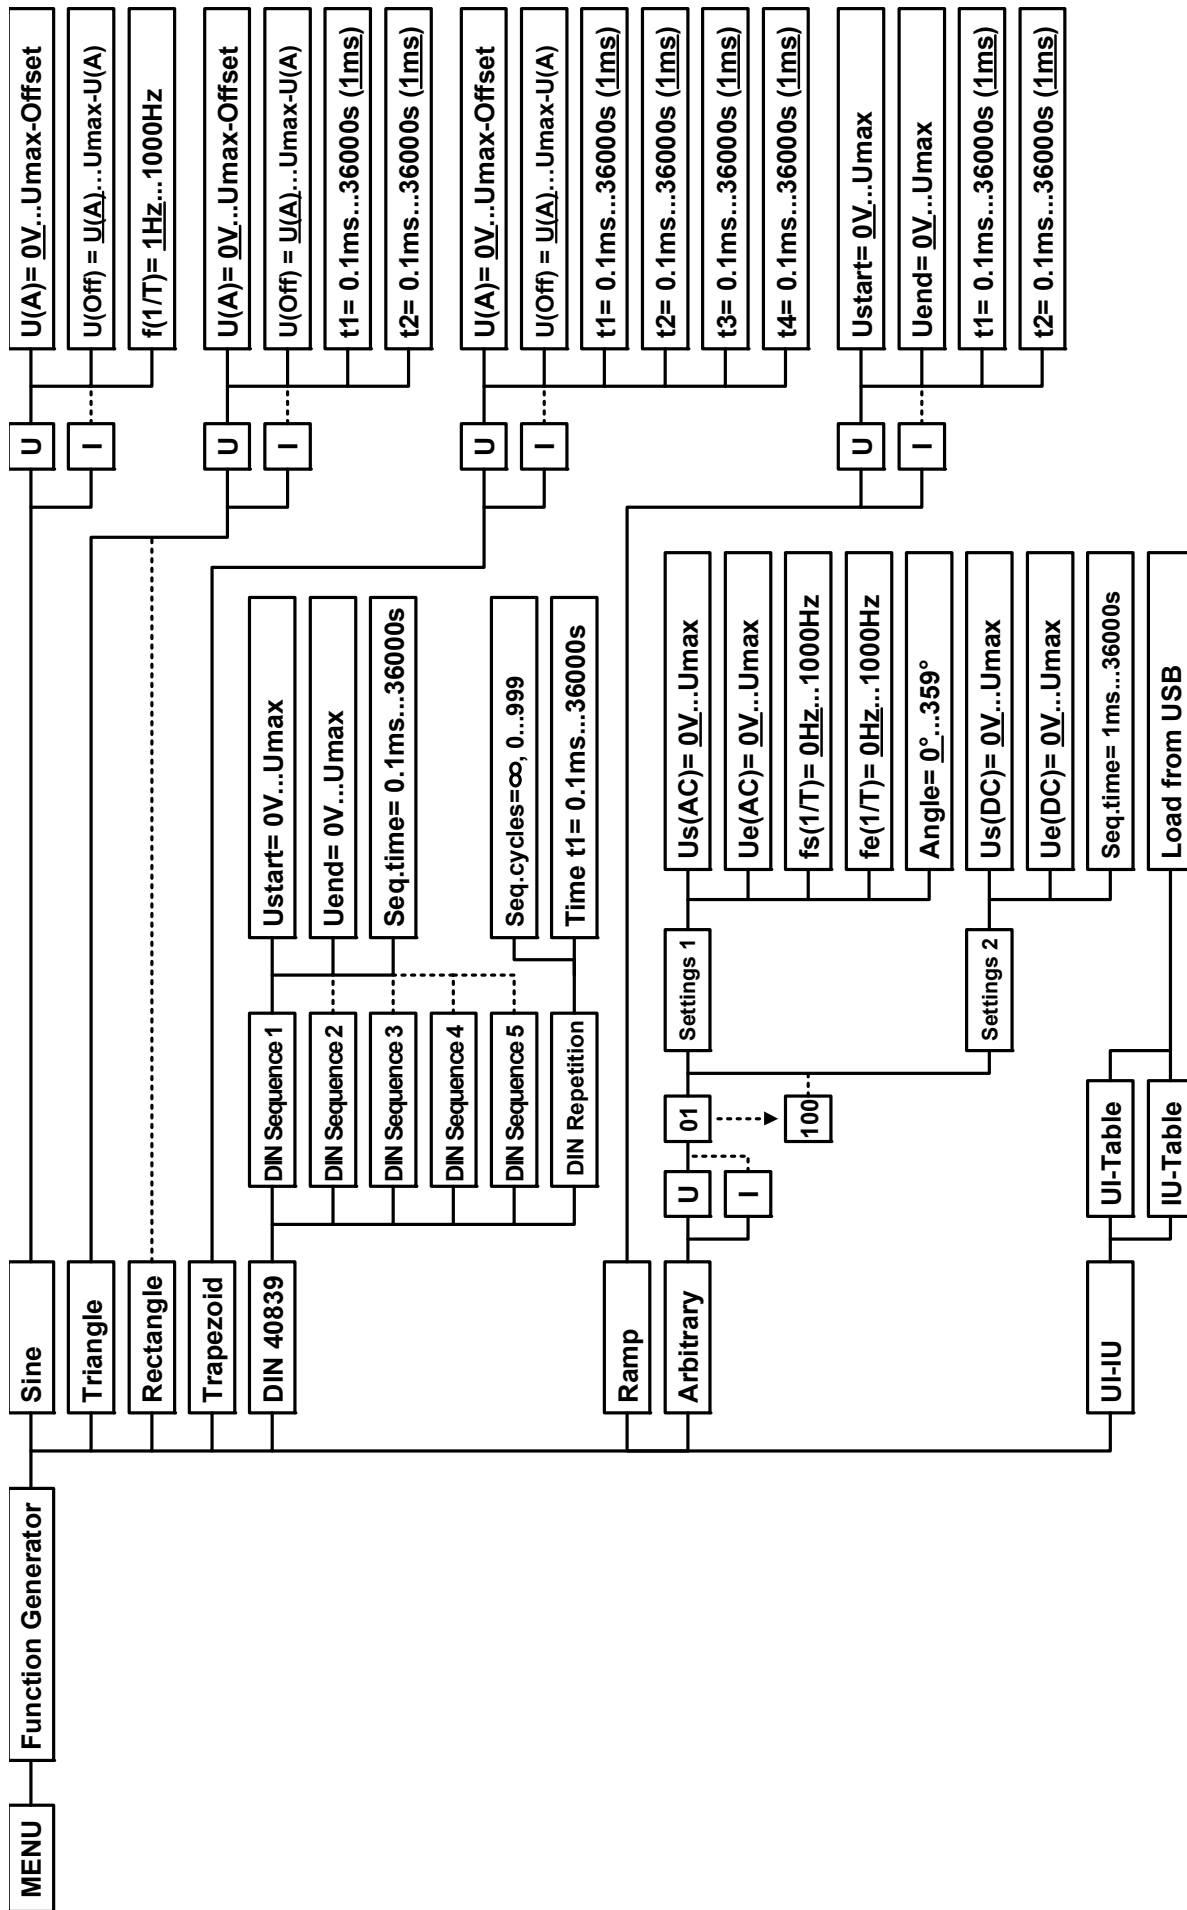 MENU
Function Generator
Sine
U
I
U(A)= 0V...Umax-Offset
U(Off) = U(A)...Umax-U(A)
f(1/T)= 1Hz...1000Hz
Triangle
Rectangle
U
I
U(A)= 0V...Umax-Offset
U(Off) = U(A)...Umax-U(A)
t1= 0.1ms...36000s (1ms)
t2= 0.1ms...36000s (1ms)
Trapezoid
U
I
U(A)= 0V...Umax-Offset
U(Off) = U(A)...Umax-U(A)
t1= 0.1ms...36000s (1ms)
t2= 0.1ms...36000s (1ms)
t3= 0.1ms...36000s (1ms)
t4= 0.1ms...36000s (1ms)
DIN 40839
DIN Sequence 1
DIN Sequence 2
DIN Sequence 3
DIN Sequence 4
DIN Sequence 5
DIN Repetition
Ustart= 0V...Umax
Uend= 0V...Umax
Seq.time= 0.1ms...36000s
Seq.cycles=∞, 0...999
Time t1= 0.1ms...36000s
Ramp
U
I
Ustart= 0V...Umax
Uend= 0V...Umax
t1= 0.1ms...36000s (1ms)
t2= 0.1ms...36000s (1ms)
Arbitrary
U
I
01
100
Settings 1
Us(AC)= 0V...Umax
Ue(AC)= 0V...Umax
fs(1/T)= 0Hz...1000Hz
fe(1/T)= 0Hz...1000Hz
Angle= 0°...359°
Settings 2
Us(DC)= 0V...Umax
Ue(DC)= 0V...Umax
Seq.time= 1ms...36000s
UI-IU
UI-Table
IU-Table
Load from USB